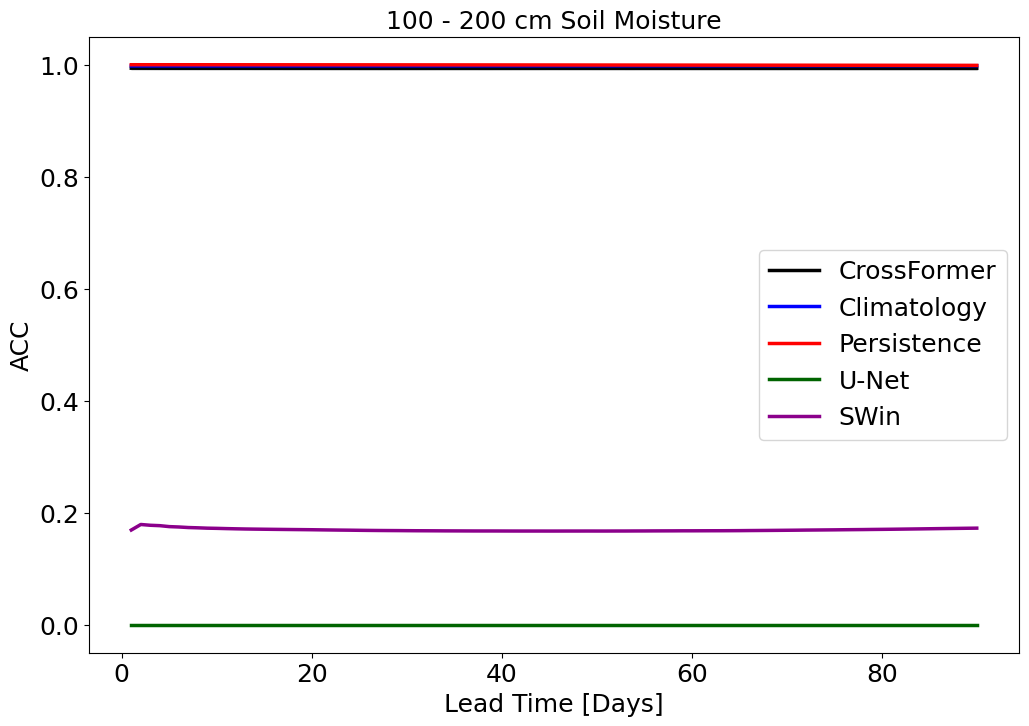 100 - 200 cm Soil Moisture
ACC
1.0
0.8
0.6
0.4
0.2
0.0
CrossFormer
Climatology
Persistence
U-Net
SWin
0 20 40 60 80
Lead Time [Days]